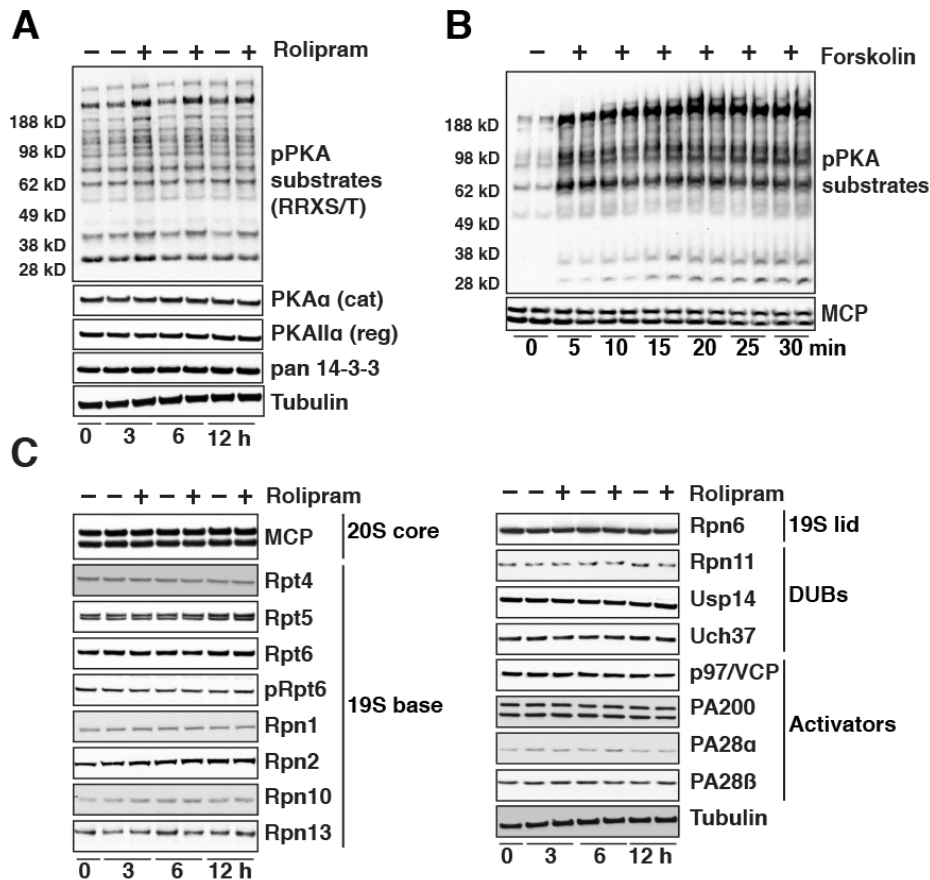 A
− − + − + − + Rolipram
188 kD
98 kD
62 kD
49 kD
38 kD
28 kD
pPKA
substrates
(RRXS/T)
PKAα (cat)
PKAIIα (reg)
pan 14-3-3
Tubulin
0 3 6 12 h
B
− + + + + + + Forskolin
188 kD
98 kD
62 kD
49 kD
38 kD
28 kD
pPKA
substrates
MCP
0 5 10 15 20 25 30 min
C
− − + − + − + Rolipram
MCP
20S core
Rpt4
Rpt5
Rpt6
pRpt6
Rpn1
Rpn2
Rpn10
Rpn13
19S base
0 3 6 12 h
− − + − + − + Rolipram
Rpn6
19S lid
Rpn11
Usp14
Uch37
DUBs
p97/VCP
PA200
PA28α
PA28ß
Activators
Tubulin
0 3 6 12 h